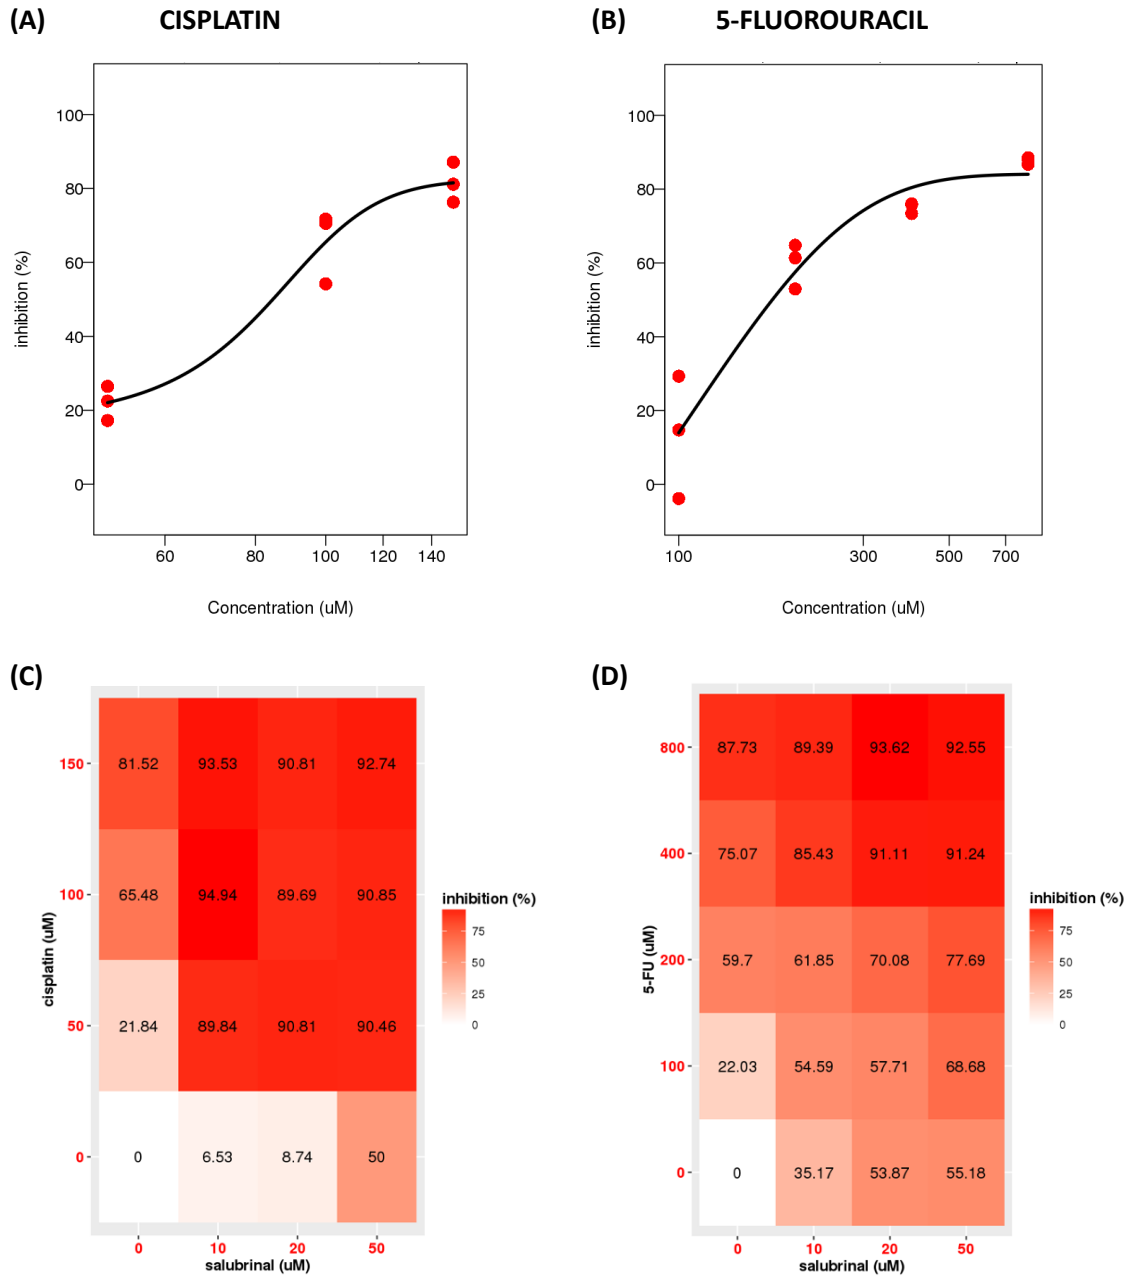 (A) CISPLATIN
(B) 5-FLUOROURACIL
100
80
60
40
20
0
inhibition (%)
60 80 100 120 140
Concentration (uM)
100
80
60
40
20
0
inhibition (%)
100 300 500 700
Concentration (uM)
(C)
cisplatin (uM)
150 81.52 93.53 90.81 92.74
100 65.48 94.94 89.69 90.85
50 21.84 89.84 90.81 90.46
0 0 6.53 8.74 50
0 10 20 50
salubrinal (uM)
inhibition (%)
75
50
25
0
(D)
5-FU (uM)
800 87.73 89.39 93.62 92.55
400 75.07 85.43 91.11 91.24
200 59.7 61.85 70.08 77.69
100 22.03 54.59 57.71 68.68
0 0 35.17 53.87 55.18
0 10 20 50
salubrinal (uM)
inhibition (%)
75
50
25
0